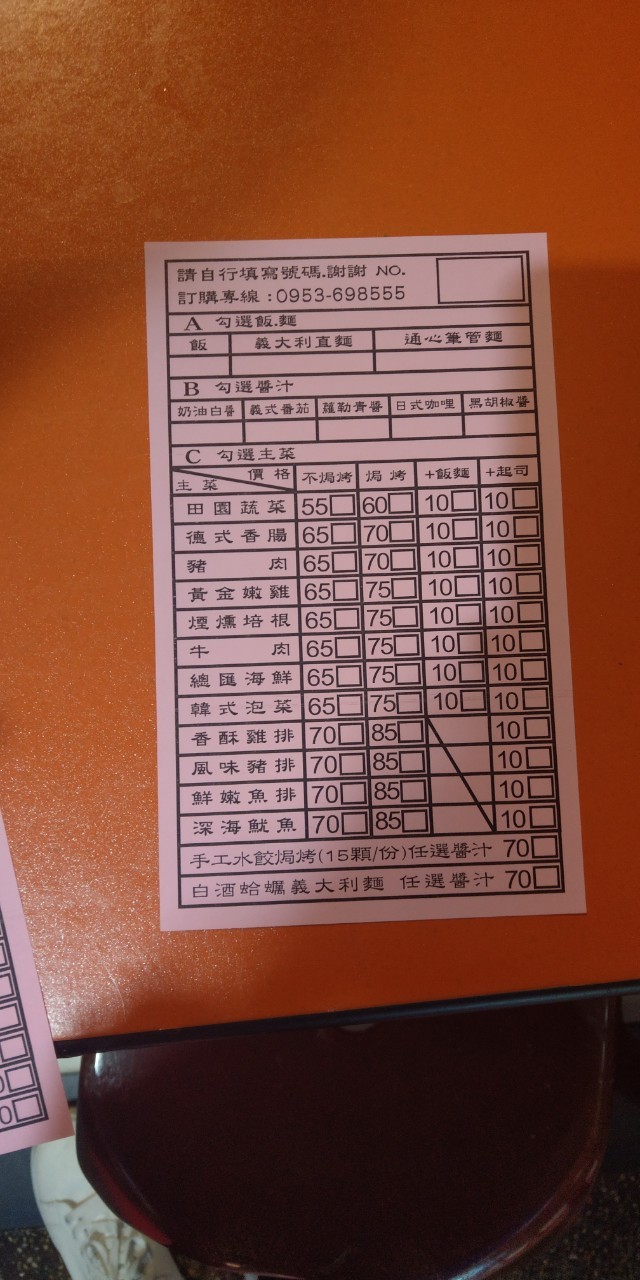 請自行填寫號碼.謝謝 NO.
訂購專線:0953-698555
A 勾選飯.麵
飯 義大利直麵 通心筆管麵
B 勾選醬汁
奶油白醬 義式番茄 蘿勒青醬 日式咖哩 黑胡椒醬
C 勾選主菜
主菜 價格 不焗烤 焗烤 +飯麵 +起司
田園蔬菜 55 60 10 10
德式香腸 65 70 10 10
豬肉 65 70 10 10
黃金嫩雞 65 75 10 10
煙燻培根 65 75 10 10
牛肉 65 75 10 10
總匯海鮮 65 75 10 10
韓式泡菜 65 75 10 10
香酥雞排 70 85 10
風味豬排 70 85 10
鮮嫩魚排 70 85 10
深海魷魚 70 85 10
手工水餃焗烤(15顆/份)任選醬汁 70
白酒蛤蠣義大利麵 任選醬汁 70
0
0